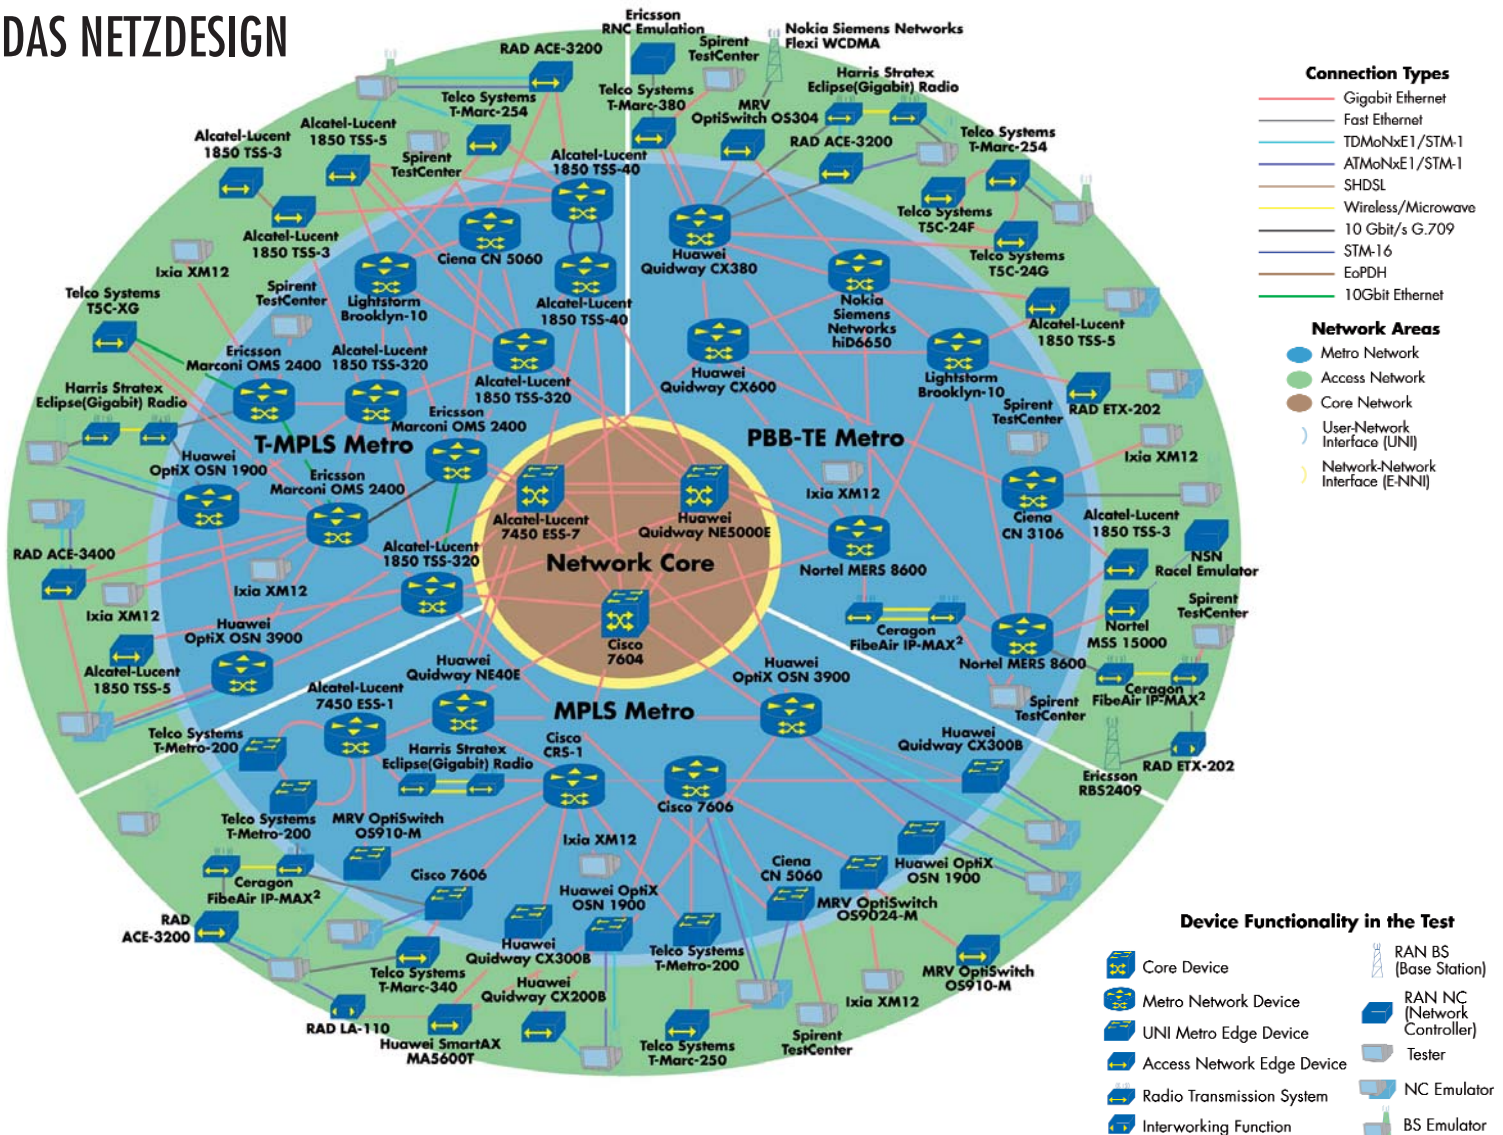 DAS NETZDESIGN
Ericsson
RNC Emulation
Spirent
TestCenter
Nokia Siemens Networks
Flexi WCDMA
RAD ACE-3200
Telco Systems
T-Marc-254
Telco Systems
T-Marc-380
MRV
OptiSwitch OS304
Harris Stratex
Eclipse(Gigabit) Radio
RAD ACE-3200
Telco Systems
T-Marc-254
Alcatel-Lucent
1850 TSS-3
Alcatel-Lucent
1850 TSS-5
Spirent
TestCenter
Alcatel-Lucent
1850 TSS-40
Telco Systems
T5C-24F
Telco Systems
T5C-24G
Alcatel-Lucent
1850 TSS-3
Ciena CN 5060
Huawei
Quidway CX380
Ixia XM12
Spirent
TestCenter
Lightstorm
Brooklyn-10
Alcatel-Lucent
1850 TSS-40
Nokia
Siemens
Networks
hiD6650
Alcatel-Lucent
1850 TSS-5
Telco Systems
T5C-XG
Ericsson
Marconi OMS 2400
Alcatel-Lucent
1850 TSS-320
Alcatel-Lucent
1850 TSS-320
Huawei
Quidway CX600
Lightstorm
Brooklyn-10
RAD ETX-202
Harris Stratex
Eclipse(Gigabit) Radio
Ericsson
Marconi OMS 2400
Spirent
TestCenter
T-MPLS Metro
PBB-TE Metro
Ixia XM12
Huawei
OptiX OSN 1900
Ericsson
Marconi OMS 2400
Ixia XM12
Alcatel-Lucent
7450 ESS-7
Huawei
Quidway NE5000E
Ciena
CN 3106
Alcatel-Lucent
1850 TSS-3
RAD ACE-3400
Alcatel-Lucent
1850 TSS-320
Network Core
Nortel MERS 8600
NSN
Racel Emulator
Ixia XM12
Ixia XM12
Spirent
TestCenter
Huawei
OptiX OSN 3900
Cisco
7604
Ceragon
FibeAir IP-MAX2
Nortel
MSS 15000
Alcatel-Lucent
1850 TSS-5
Huawei
Quidway NE40E
Huawei
OptiX OSN 3900
Nortel MERS 8600
Alcatel-Lucent
7450 ESS-1
Spirent
TestCenter
Ceragon
FibeAir IP-MAX2
MPLS Metro
Telco Systems
T-Metro-200
Harris Stratex
Eclipse(Gigabit) Radio
Cisco
CRS-1
Huawei
Quidway CX300B
Ericsson
RBS2409
RAD ETX-202
Cisco 7606
Telco Systems
T-Metro-200
MRV OptiSwitch
OS910-M
Ixia XM12
Ceragon
FibeAir IP-MAX2
Cisco 7606
Huawei OptiX
OSN 1900
Ciena
CN 5060
Huawei OptiX
OSN 1900
MRV OptiSwitch
OS9024-M
RAD
ACE-3200
Huawei
Quidway CX300B
Telco Systems
T-Metro-200
Telco Systems
T-Marc-340
Huawei
Quidway CX200B
MRV OptiSwitch
OS910-M
Ixia XM12
RAD LA-110
Huawei SmartAX
MA5600T
Telco Systems
T-Marc-250
Spirent
TestCenter
Connection Types
Gigabit Ethernet
Fast Ethernet
TDMoNxE1/STM-1
ATMoNxE1/STM-1
SHDSL
Wireless/Microwave
10 Gbit/s G.709
STM-16
EoPDH
10Gbit Ethernet
Network Areas
Metro Network
Access Network
Core Network
User-Network
Interface (UNI)
Network-Network
Interface (E-NNI)
Device Functionality in the Test
Core Device
Metro Network Device
UNI Metro Edge Device
Access Network Edge Device
Radio Transmission System
Interworking Function
RAN BS
(Base Station)
RAN NC
(Network
Controller)
Tester
NC Emulator
BS Emulator